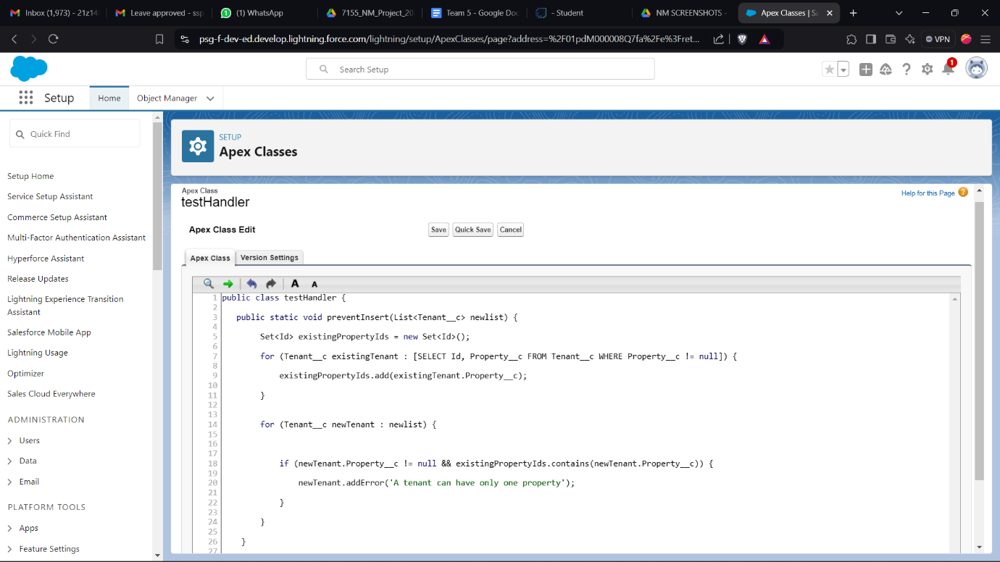 Inbox (1,973) - 21z14
Leave approved - ssp
(1) WhatsApp
7155_NM_Project_20
Team 5 - Google Doc
- Student
NM SCREENSHOTS -
Apex Classes | Sa
psg-f-dev-ed.develop.lightning.force.com/lightning/setup/ApexClasses/page?address=%2F01pdM000008Q7fa%2Fe%3Fret...
VPN
Search Setup
1
Setup
Home
Object Manager
Quick Find
Setup Home
Service Setup Assistant
Commerce Setup Assistant
Multi-Factor Authentication Assistant
Hyperforce Assistant
Release Updates
Lightning Experience Transition
Assistant
Salesforce Mobile App
Lightning Usage
Optimizer
Sales Cloud Everywhere
ADMINISTRATION
Users
Data
Email
PLATFORM TOOLS
Apps
Feature Settings
SETUP
Apex Classes
Apex Class
testHandler
Help for this Page ?
Apex Class Edit
Save
Quick Save
Cancel
Apex Class
Version Settings
A A
1 public class testHandler {
2
3 public static void preventInsert(List<Tenant__c> newlist) {
4
5 Set<Id> existingPropertyIds = new Set<Id>();
6
7 for (Tenant__c existingTenant : [SELECT Id, Property__c FROM Tenant__c WHERE Property__c != null]) {
8
9 existingPropertyIds.add(existingTenant.Property__c);
10
11 }
12
13
14 for (Tenant__c newTenant : newlist) {
15
16
17
18 if (newTenant.Property__c != null && existingPropertyIds.contains(newTenant.Property__c)) {
19
20 newTenant.addError('A tenant can have only one property');
21
22 }
23
24 }
25
26 }
27